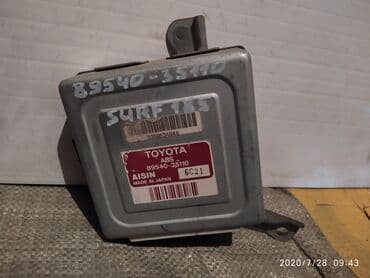 89540-35110
SURF 185
TOYOTA
ABS
89540-35110
AISIN 6C21
MADE IN JAPAN
2020/7/28 09:43